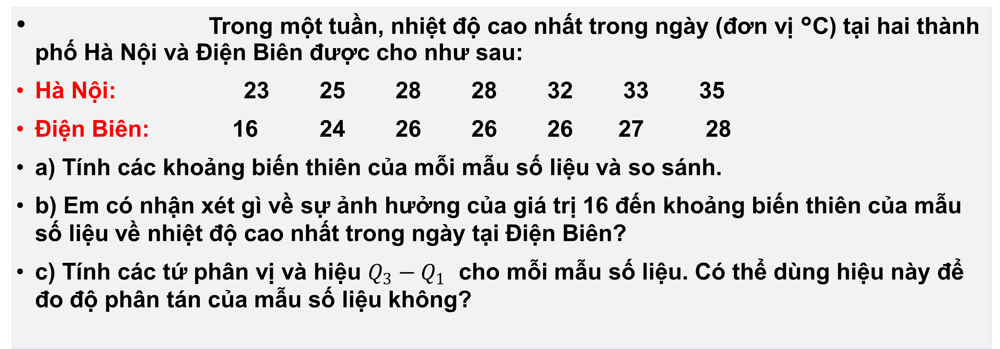 • Trong một tuần, nhiệt độ cao nhất trong ngày (đơn vị °C) tại hai thành
phố Hà Nội và Điện Biên được cho như sau:
• Hà Nội: 23 25 28 28 32 33 35
• Điện Biên: 16 24 26 26 26 27 28
• a) Tính các khoảng biến thiên của mỗi mẫu số liệu và so sánh.
• b) Em có nhận xét gì về sự ảnh hưởng của giá trị 16 đến khoảng biến thiên của mẫu
số liệu về nhiệt độ cao nhất trong ngày tại Điện Biên?
• c) Tính các tứ phân vị và hiệu Q₃ − Q₁ cho mỗi mẫu số liệu. Có thể dùng hiệu này để
đo độ phân tán của mẫu số liệu không?